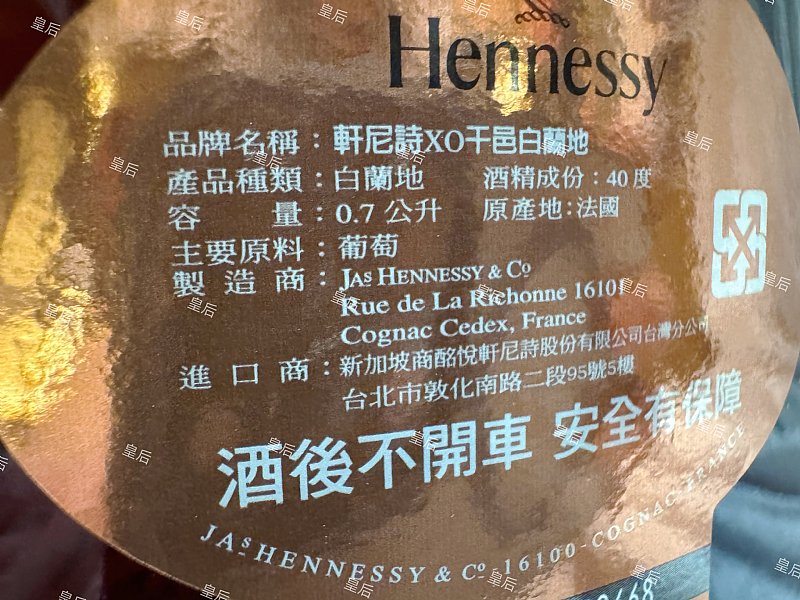 Hennessy
品牌名稱：軒尼詩XO干邑白蘭地
產品種類：白蘭地 酒精成份：40度
容 量：0.7 公升 原產地：法國
主要原料：葡萄
製 造 商：JAS HENNESSY & Co
Rue de La Richonne 16101
Cognac Cedex, France
進 口 商：新加坡商酩悅軒尼詩股份有限公司台灣分公司
台北市敦化南路二段95號5樓
酒後不開車 安全有保障
JAS HENNESSY & Co 16100-COGNAC-FRANCE
皇后